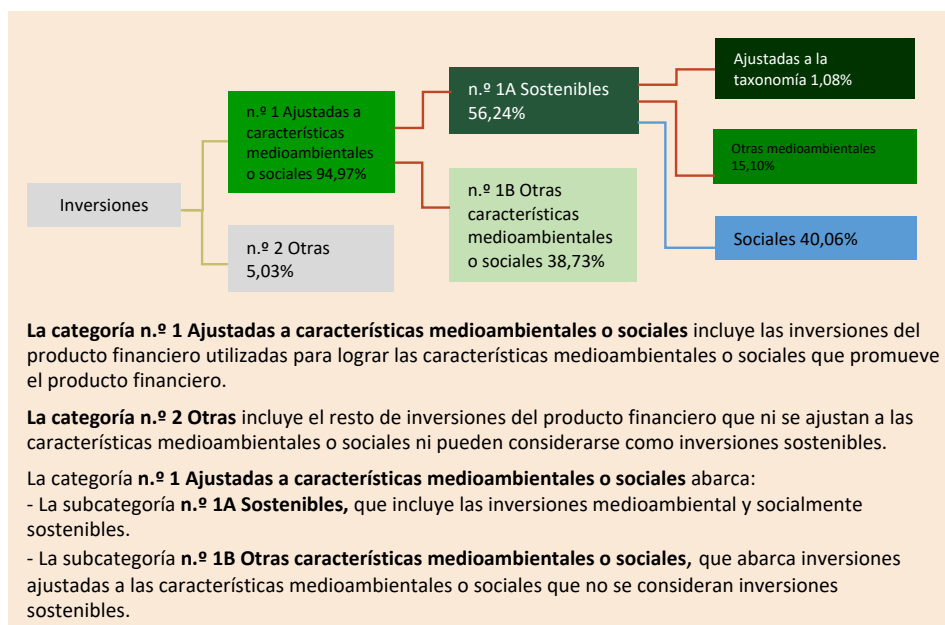 Inversiones
n.º 1 Ajustadas a
características
medioambientales
o sociales 94,97%
n.º 2 Otras
5,03%
n.º 1A Sostenibles
56,24%
n.º 1B Otras
características
medioambientales
o sociales 38,73%
Ajustadas a la
taxonomía 1,08%
Otras medioambientales
15,10%
Sociales 40,06%
La categoría n.º 1 Ajustadas a características medioambientales o sociales incluye las inversiones del
producto financiero utilizadas para lograr las características medioambientales o sociales que promueve
el producto financiero.
La categoría n.º 2 Otras incluye el resto de inversiones del producto financiero que ni se ajustan a las
características medioambientales o sociales ni pueden considerarse como inversiones sostenibles.
La categoría n.º 1 Ajustadas a características medioambientales o sociales abarca:
- La subcategoría n.º 1A Sostenibles, que incluye las inversiones medioambiental y socialmente
sostenibles.
- La subcategoría n.º 1B Otras características medioambientales o sociales, que abarca inversiones
ajustadas a las características medioambientales o sociales que no se consideran inversiones
sostenibles.